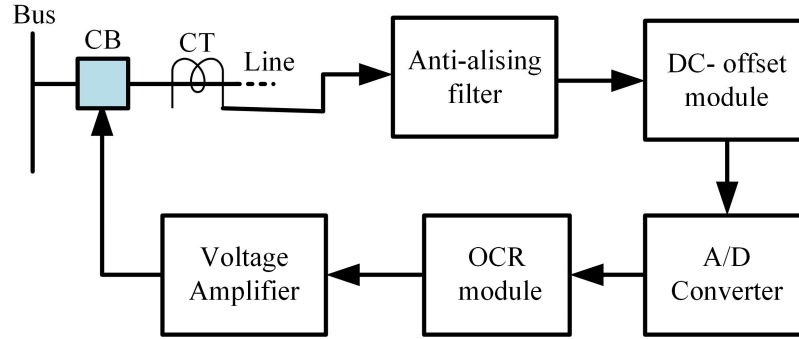 Bus
CB
CT
Line
Anti-alising
filter
DC- offset
module
Voltage
Amplifier
OCR
module
A/D
Converter